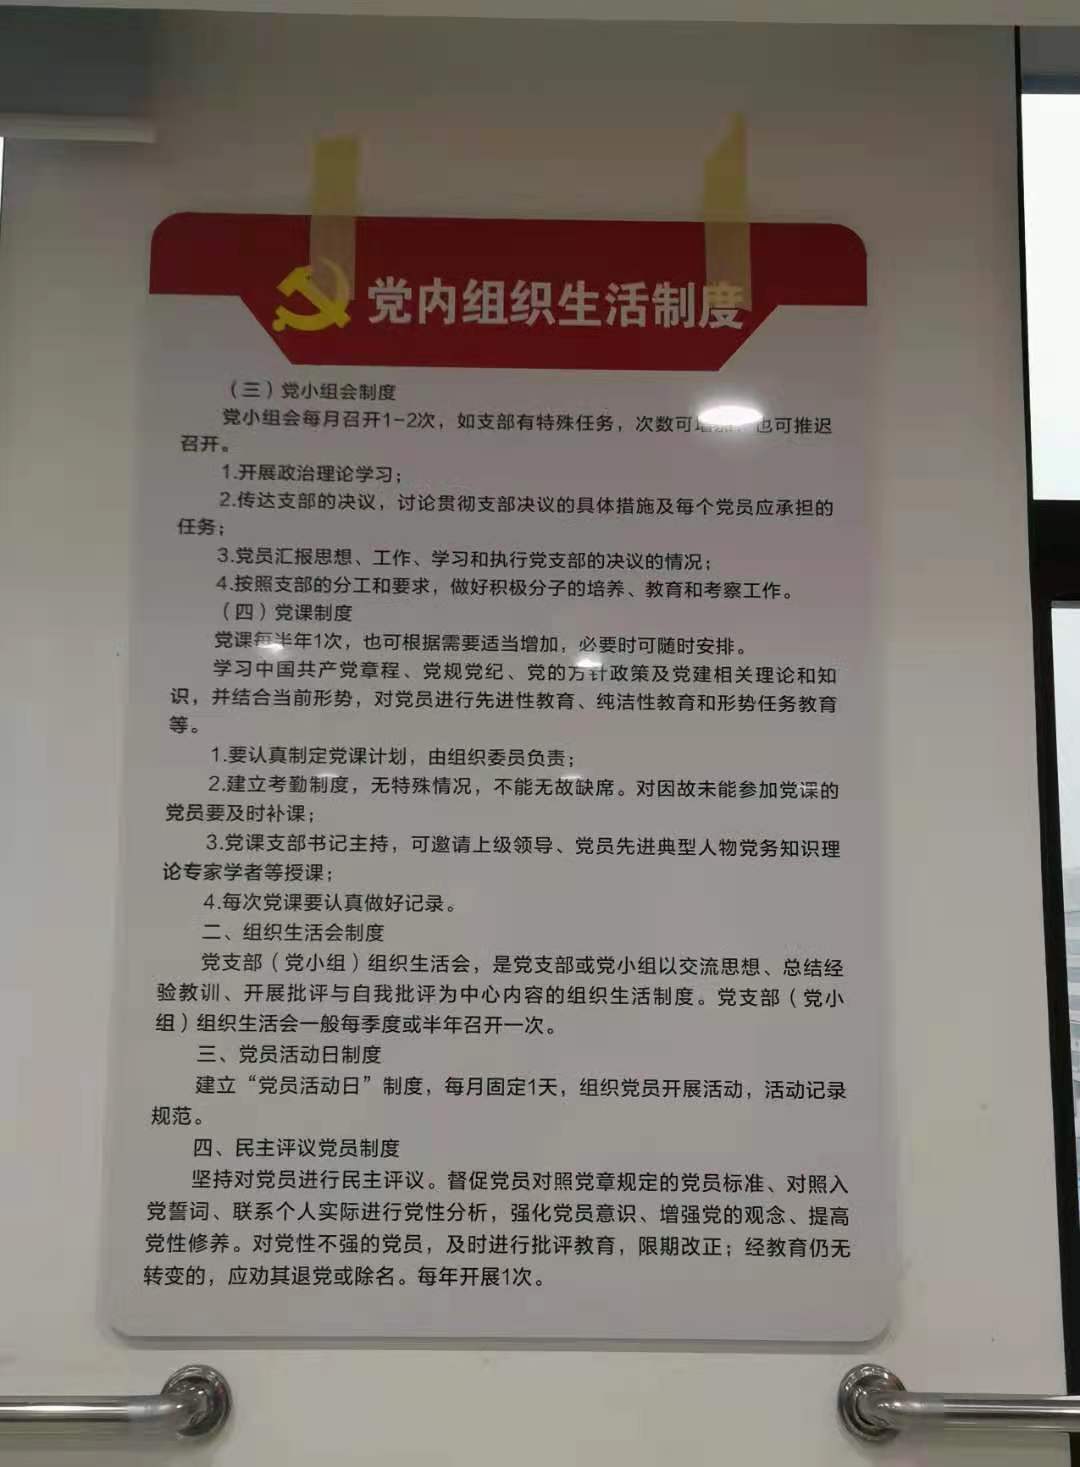 党内组织生活制度
（三）党小组会制度
党小组会每月召开1-2次，如支部有特殊任务，次数可增加，也可推迟
召开。
1.开展政治理论学习；
2.传达支部的决议，讨论贯彻支部决议的具体措施及每个党员应承担的
任务；
3.党员汇报思想、工作、学习和执行党支部的决议的情况；
4.按照支部的分工和要求，做好积极分子的培养、教育和考察工作。
（四）党课制度
党课每半年1次，也可根据需要适当增加，必要时可随时安排。
学习中国共产党章程、党规党纪、党的方针政策及党建相关理论和知
识，并结合当前形势，对党员进行先进性教育、纯洁性教育和形势任务教育
等。
1.要认真制定党课计划，由组织委员负责；
2.建立考勤制度，无特殊情况，不能无故缺席。对因故未能参加党课的
党员要及时补课；
3.党课支部书记主持，可邀请上级领导、党员先进典型人物党务知识理
论专家学者等授课；
4.每次党课要认真做好记录。
二、组织生活会制度
党支部（党小组）组织生活会，是党支部或党小组以交流思想、总结经
验教训、开展批评与自我批评为中心内容的组织生活制度。党支部（党小
组）组织生活会一般每季度或半年召开一次。
三、党员活动日制度
建立“党员活动日”制度，每月固定1天，组织党员开展活动，活动记录
规范。
四、民主评议党员制度
坚持对党员进行民主评议。督促党员对照党章规定的党员标准、对照入
党誓词、联系个人实际进行党性分析，强化党员意识、增强党的观念、提高
党性修养。对党性不强的党员，及时进行批评教育，限期改正；经教育仍无
转变的，应劝其退党或除名。每年开展1次。